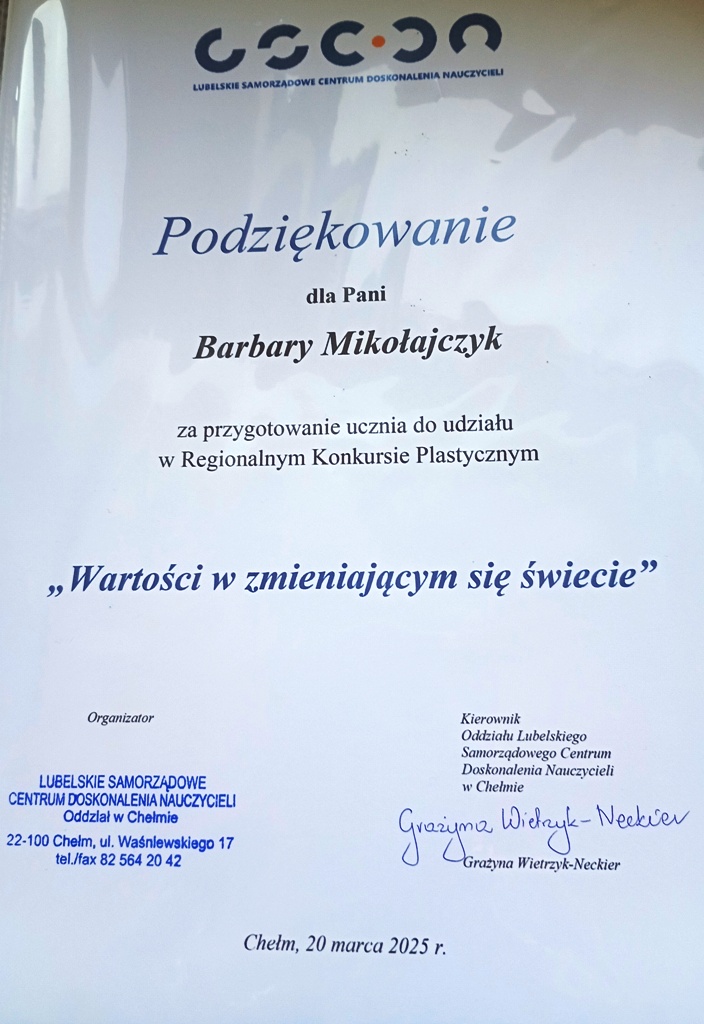 LSCDN
LUBELSKIE SAMORZĄDOWE CENTRUM DOSKONALENIA NAUCZYCIELI
Podziękowanie
dla Pani
Barbary Mikołajczyk
za przygotowanie ucznia do udziału
w Regionalnym Konkursie Plastycznym
„Wartości w zmieniającym się świecie”
Organizator
LUBELSKIE SAMORZĄDOWE
CENTRUM DOSKONALENIA NAUCZYCIELI
Oddział w Chełmie
22-100 Chełm, ul. Waśniewskiego 17
tel./fax 82 564 20 42
Kierownik
Oddziału Lubelskiego
Samorządowego Centrum
Doskonalenia Nauczycieli
w Chełmie
Grażyna Wietrzyk-Neckier
Grażyna Wietrzyk-Neckier
Chełm, 20 marca 2025 r.